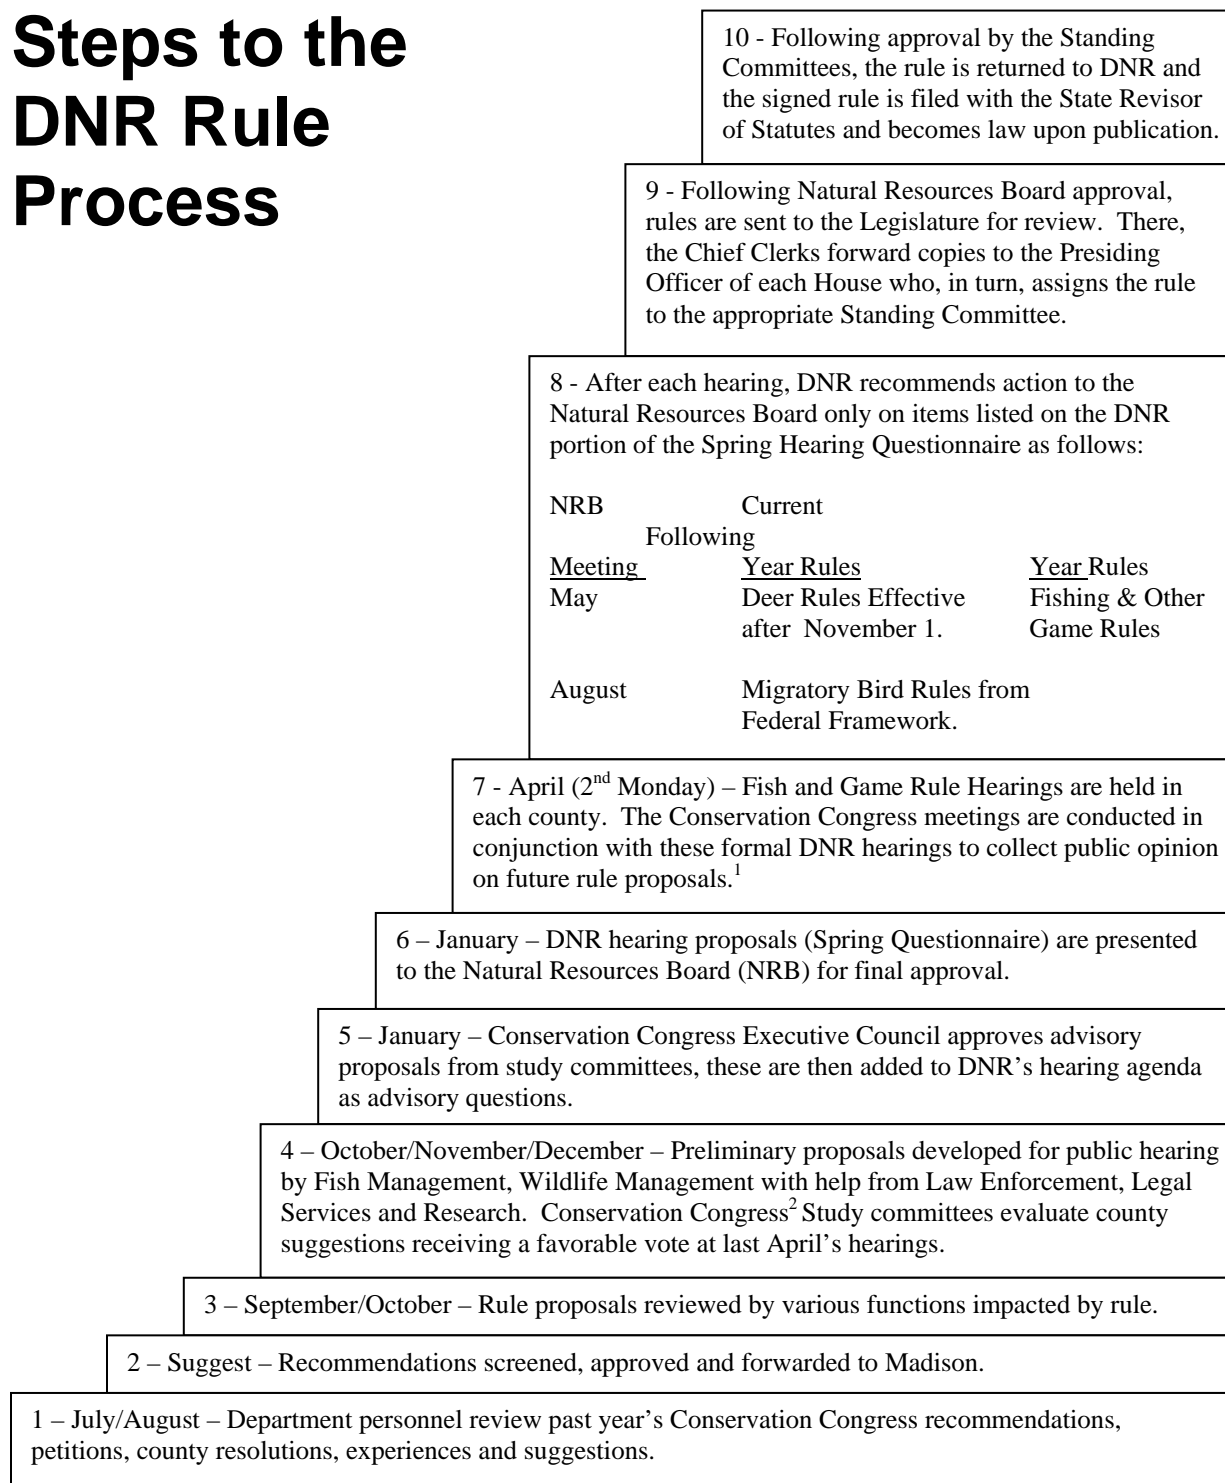 Steps to the
DNR Rule
Process
10 - Following approval by the Standing
Committees, the rule is returned to DNR and
the signed rule is filed with the State Revisor
of Statutes and becomes law upon publication.
9 - Following Natural Resources Board approval,
rules are sent to the Legislature for review.  There,
the Chief Clerks forward copies to the Presiding
Officer of each House who, in turn, assigns the rule
to the appropriate Standing Committee.
8 - After each hearing, DNR recommends action to the
Natural Resources Board only on items listed on the DNR
portion of the Spring Hearing Questionnaire as follows:
NRB Current
Following
Meeting Year Rules Year Rules
May Deer Rules Effective Fishing & Other
after  November 1. Game Rules
August Migratory Bird Rules from
Federal Framework.
7 - April (2nd Monday) – Fish and Game Rule Hearings are held in
each county.  The Conservation Congress meetings are conducted in
conjunction with these formal DNR hearings to collect public opinion
on future rule proposals.1
6 – January – DNR hearing proposals (Spring Questionnaire) are presented
to the Natural Resources Board (NRB) for final approval.
5 – January – Conservation Congress Executive Council approves advisory
proposals from study committees, these are then added to DNR’s hearing agenda
as advisory questions.
4 – October/November/December – Preliminary proposals developed for public hearing
by Fish Management, Wildlife Management with help from Law Enforcement, Legal
Services and Research.  Conservation Congress2 Study committees evaluate county
suggestions receiving a favorable vote at last April’s hearings.
3 – September/October – Rule proposals reviewed by various functions impacted by rule.
2 – Suggest – Recommendations screened, approved and forwarded to Madison.
1 – July/August – Department personnel review past year’s Conservation Congress recommendations,
petitions, county resolutions, experiences and suggestions.